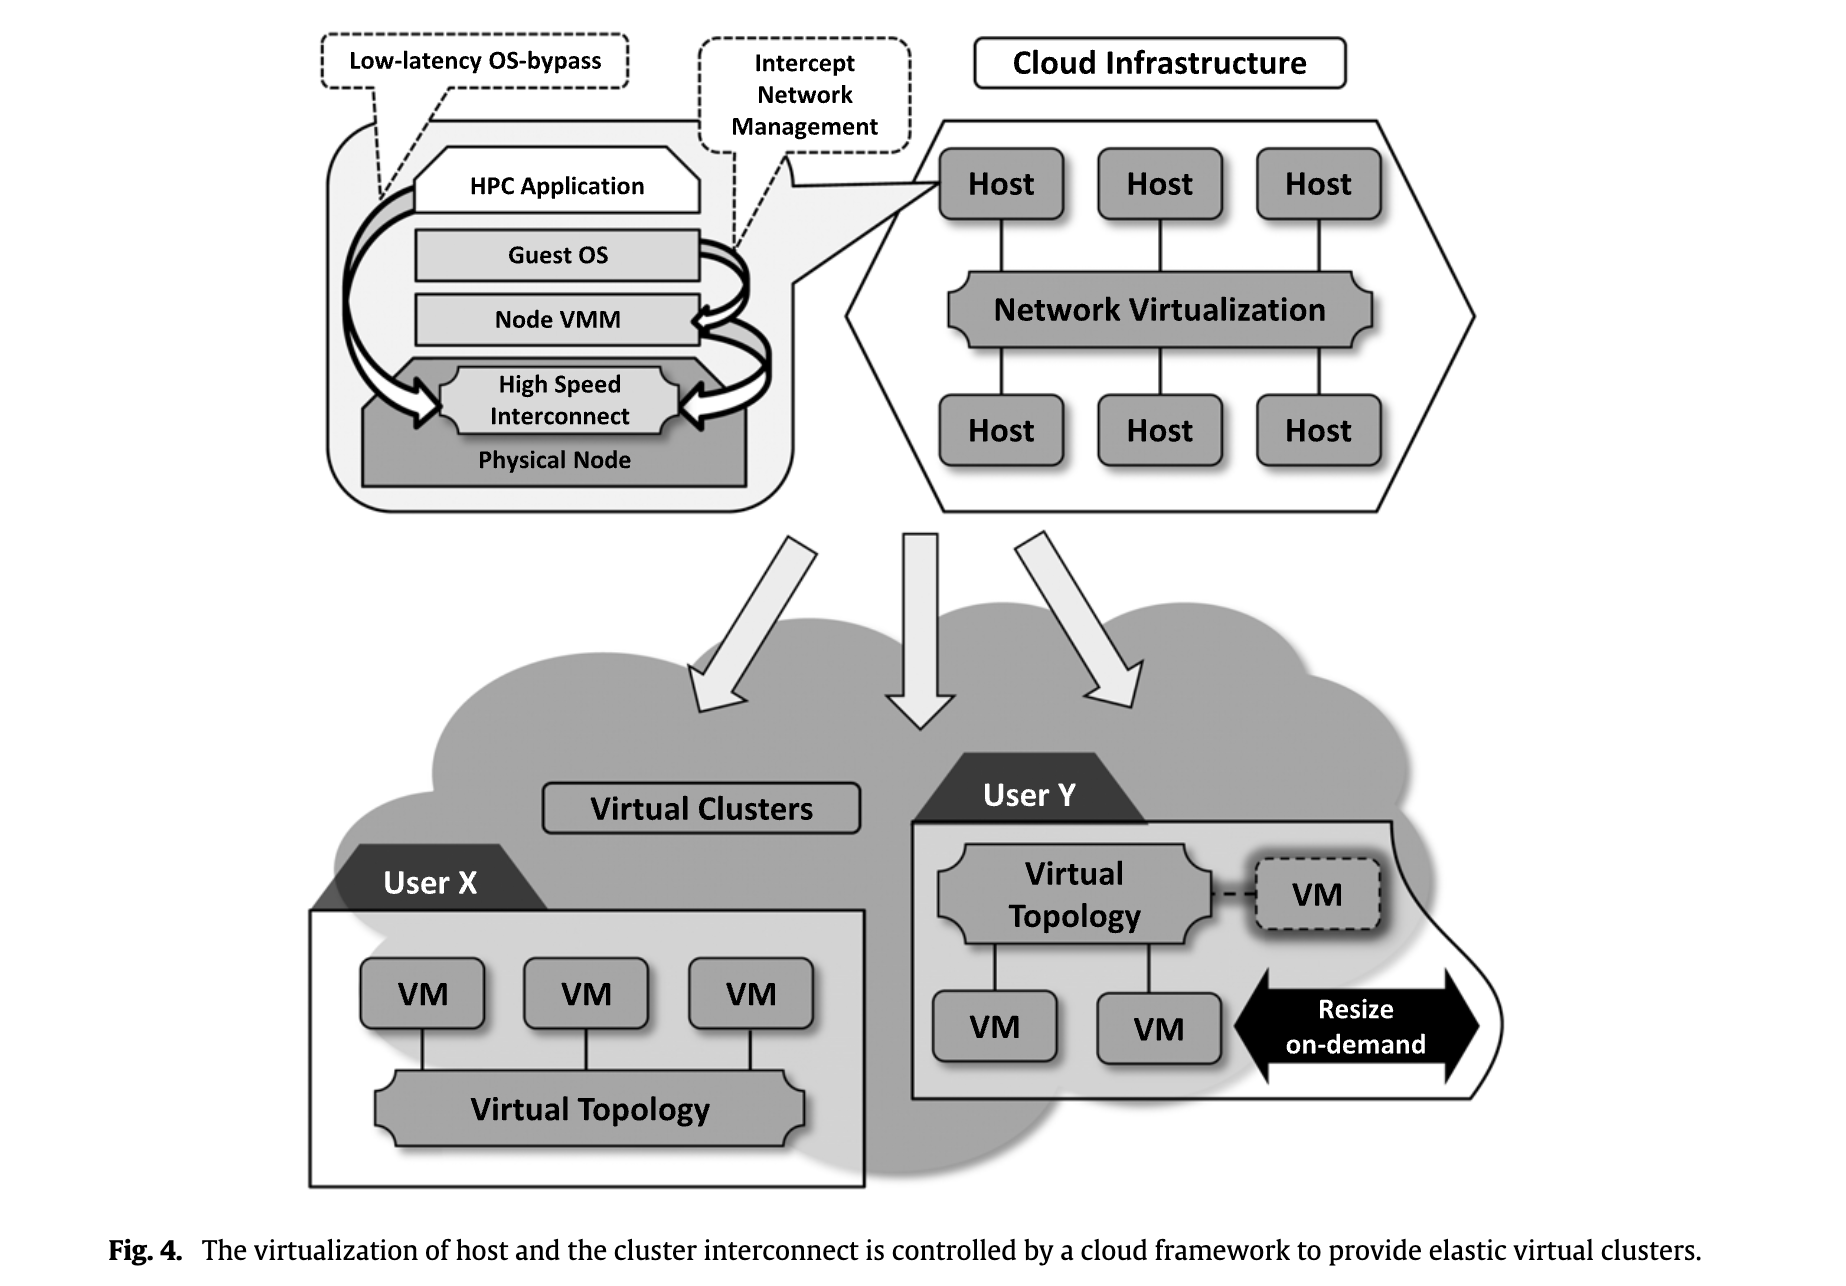 Low-latency OS-bypass
Intercept
Network
Management
Cloud Infrastructure
HPC Application
Guest OS
Node VMM
High Speed
Interconnect
Physical Node
Host
Host
Host
Network Virtualization
Host
Host
Host
Virtual Clusters
User X
VM
VM
VM
Virtual Topology
User Y
Virtual
Topology
VM
VM
VM
Resize
on-demand
Fig. 4. The virtualization of host and the cluster interconnect is controlled by a cloud framework to provide elastic virtual clusters.